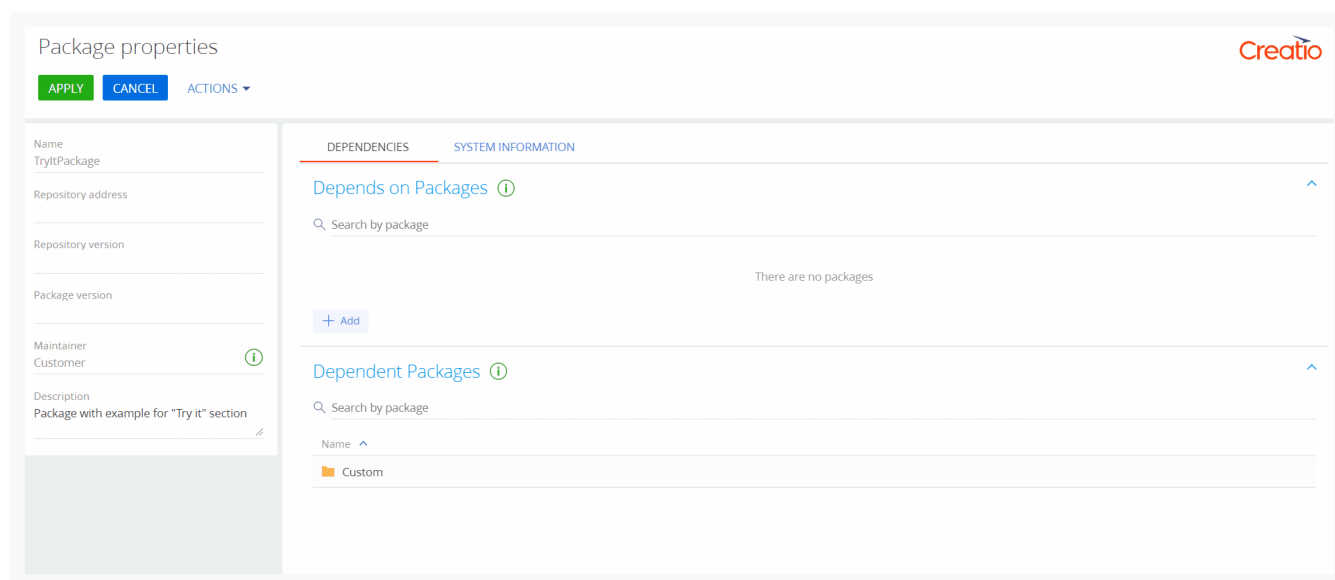 Package properties
Creatio
APPLY CANCEL ACTIONS
Name
TryItPackage
Repository address
Repository version
Package version
Maintainer
Customer
Description
Package with example for "Try it" section
DEPENDENCIES SYSTEM INFORMATION
Depends on Packages
Search by package
There are no packages
+ Add
Dependent Packages
Search by package
Name
Custom